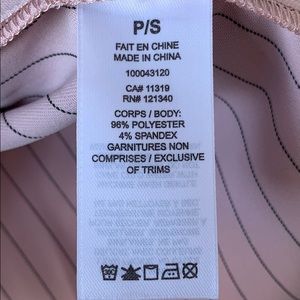 P/S
FAIT EN CHINE
MADE IN CHINA
100043120
CA# 11319
RN# 121340
CORPS / BODY:
96% POLYESTER
4% SPANDEX
GARNITURES NON
COMPRISES / EXCLUSIVE
OF TRIMS